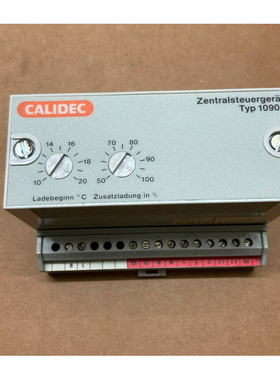 CALIDEC
Zentralsteuergerä
Typ 1090
14 16
12 18
10 20
70 80
60 90
50 100
Ladebeginn °C Zusatzladung in %